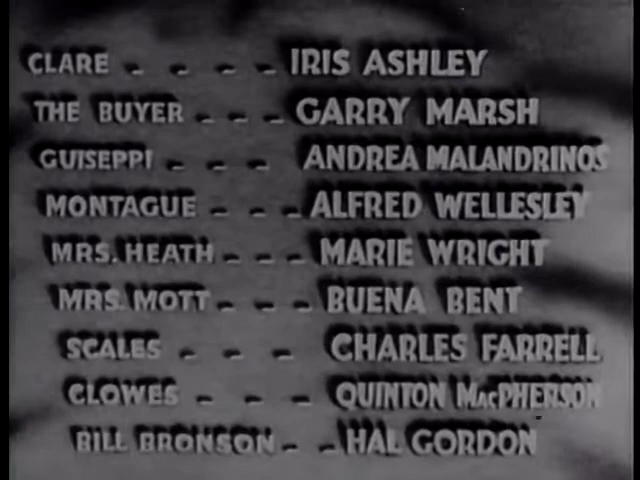 CLARE - - - - IRIS ASHLEY
THE BUYER - - - GARRY MARSH
GUISEPPI - - - ANDREA MALANDRINOS
MONTAGUE - - - ALFRED WELLESLEY
MRS. HEATH - - - MARIE WRIGHT
MRS. MOTT - - - BUENA BENT
SCALES - - - CHARLES FARRELL
CLOWES - - - QUINTON MacPHERSON
BILL BRONSON - - HAL GORDON